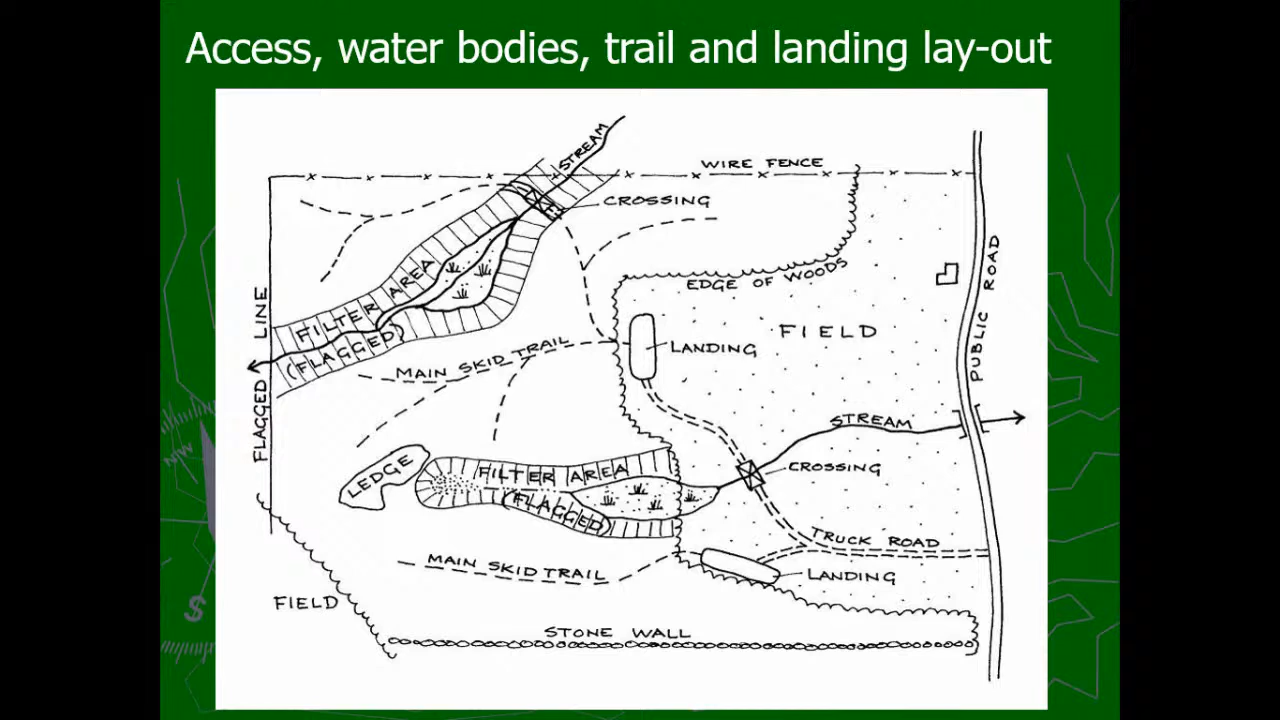 Access, water bodies, trail and landing lay-out
STREAM
WIRE FENCE
CROSSING
FILTER AREA
(FLAGGED)
EDGE OF WOODS
PUBLIC ROAD
FLAGGED LINE
FIELD
LANDING
MAIN SKID TRAIL
STREAM
LEDGE
FILTER AREA
(FLAGGED)
CROSSING
TRUCK ROAD
MAIN SKID TRAIL
LANDING
FIELD
STONE WALL
NW
S